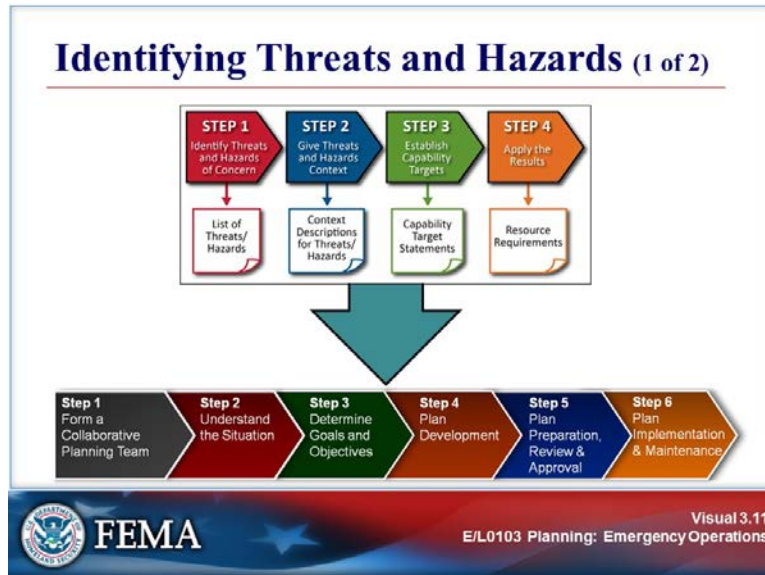 Identifying Threats and Hazards (1 of 2)
STEP 1
Identify Threats
and Hazards
of Concern
STEP 2
Give Threats
and Hazards
Context
STEP 3
Establish
Capability
Targets
STEP 4
Apply the
Results
List of
Threats/
Hazards
Context
Descriptions
for Threats/
Hazards
Capability
Target
Statements
Resource
Requirements
Step 1
Form a
Collaborative
Planning Team
Step 2
Understand
the Situation
Step 3
Determine
Goals and
Objectives
Step 4
Plan
Development
Step 5
Plan
Preparation,
Review &
Approval
Step 6
Plan
Implementation
& Maintenance
U.S. DEPARTMENT OF
HOMELAND SECURITY
FEMA
Visual 3.11
E/L0103 Planning: Emergency Operations